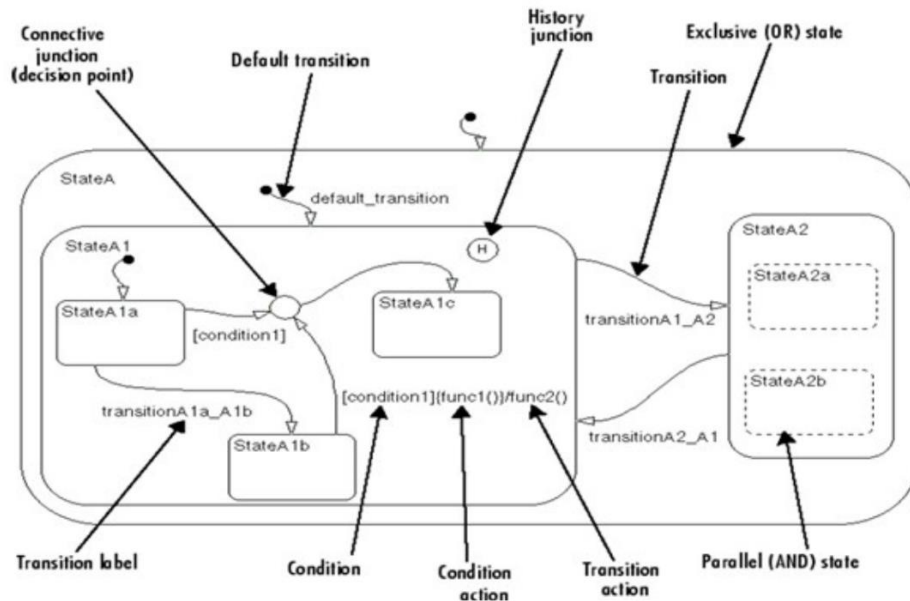 Connective
junction
(decision point)
Default transition
History
junction
Exclusive (OR) state
Transition
StateA
default_transition
StateA1
H
StateA2
StateA2a
StateA1a
StateA1c
[condition1]
transitionA1_A2
StateA2b
transitionA1a_A1b
[condition1]{func1()}/func2()
transitionA2_A1
StateA1b
Transition label
Condition
Condition
action
Transition
action
Parallel (AND) state